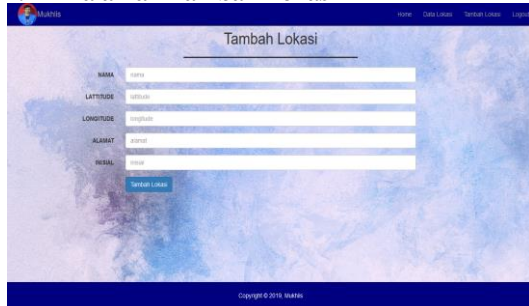 Mukhlis
Home Data Lokasi Tambah Lokasi Logout
Tambah Lokasi
NAMA nama
LATTITUDE lattitude
LONGITUDE longitude
ALAMAT alamat
INISIAL inisial
Tambah Lokasi
Copyright © 2019, Mukhlis